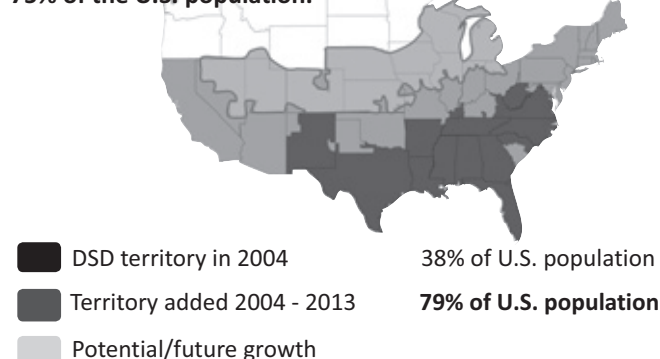 of the U.S. population.
DSD territory in 2004 38% of U.S. population
Territory added 2004 - 2013 79% of U.S. population
Potential/future growth